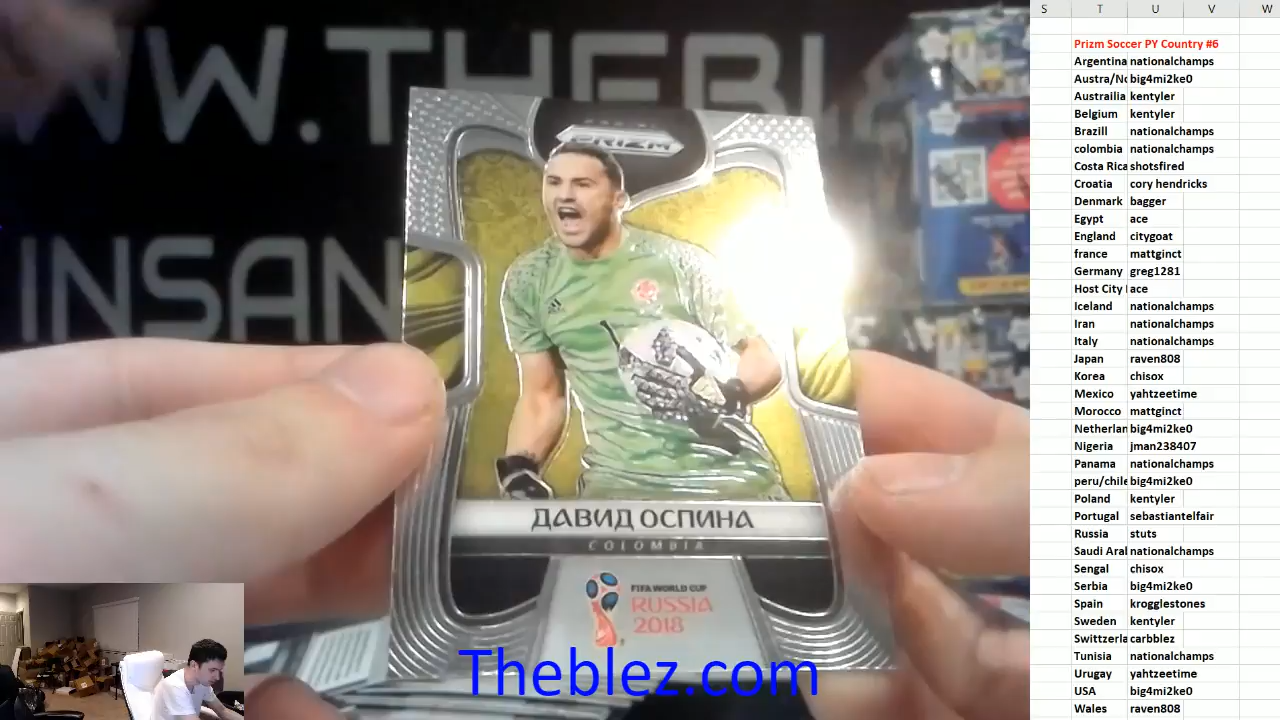 WW.THEBL
INSAN
PRIZM
ДАВИД ОСПИНА
COLOMBIA
FIFA WORLD CUP
RUSSIA
2018
Theblez.com
S T U V W
Prizm Soccer PY Country #6
Argentina nationalchamps
Austra/No big4mi2ke0
Austrailia kentyler
Belgium kentyler
Brazill nationalchamps
colombia nationalchamps
Costa Rica shotsfired
Croatia cory hendricks
Denmark bagger
Egypt ace
England citygoat
france mattginct
Germany greg1281
Host City ace
Iceland nationalchamps
Iran nationalchamps
Italy nationalchamps
Japan raven808
Korea chisox
Mexico yahtzeetime
Morocco mattginct
Netherlan big4mi2ke0
Nigeria jman238407
Panama nationalchamps
peru/chile big4mi2ke0
Poland kentyler
Portugal sebastiantelfair
Russia stuts
Saudi Aral nationalchamps
Sengal chisox
Serbia big4mi2ke0
Spain krogglestones
Sweden kentyler
Switzerla carbblez
Tunisia nationalchamps
Urugay yahtzeetime
USA big4mi2ke0
Wales raven808